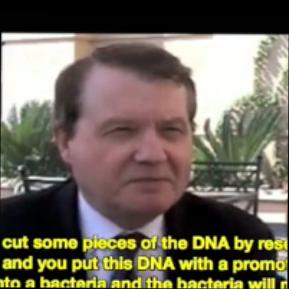 cut some pieces of the DNA by
and you put this DNA with a
a bacteria and the bacteria will